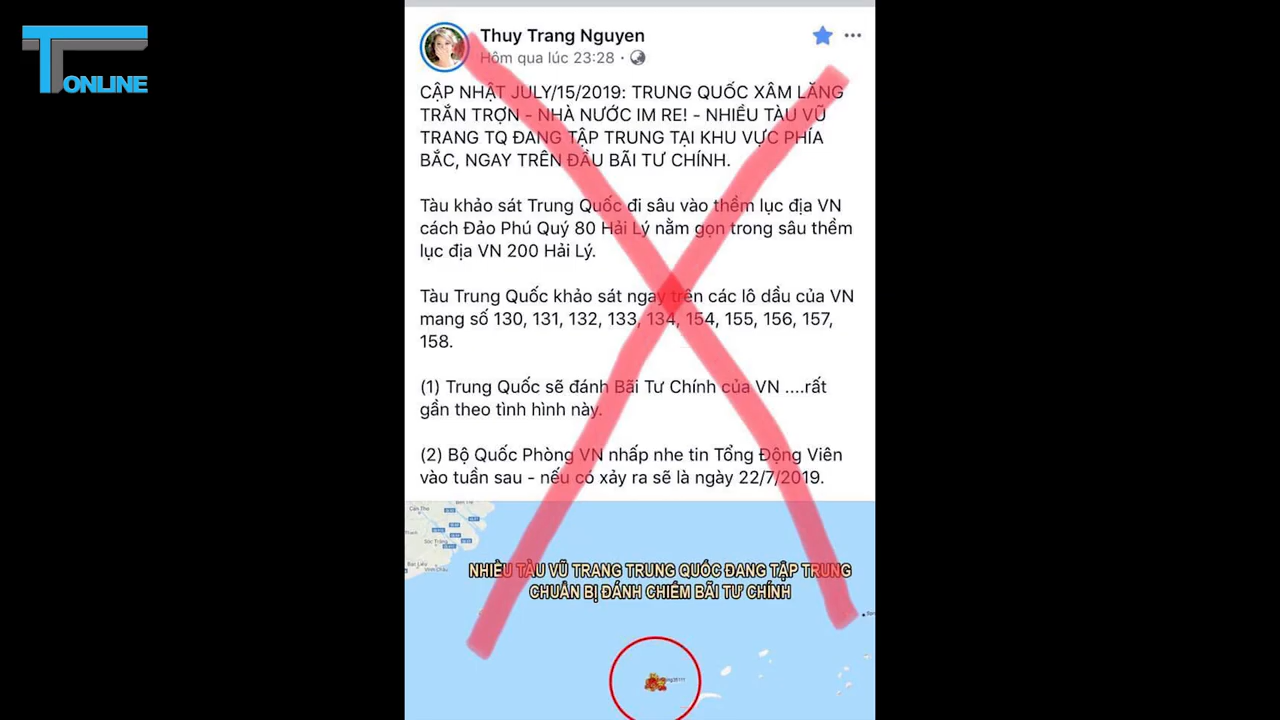 T ONLINE
Thuy Trang Nguyen
Hôm qua lúc 23:28
CẬP NHẬT JULY/15/2019: TRUNG QUỐC XÂM LĂNG
TRẮN TRỢN - NHÀ NƯỚC IM RE! - NHIỀU TÀU VŨ
TRANG TQ ĐANG TẬP TRUNG TẠI KHU VỰC PHÍA
BẮC, NGAY TRÊN ĐẦU BÃI TƯ CHÍNH.
Tàu khảo sát Trung Quốc đi sâu vào thềm lục địa VN
cách Đảo Phú Quý 80 Hải Lý nằm gọn trong sâu thềm
lục địa VN 200 Hải Lý.
Tàu Trung Quốc khảo sát ngay trên các lô dầu của VN
mang số 130, 131, 132, 133, 134, 154, 155, 156, 157,
158.
(1) Trung Quốc sẽ đánh Bãi Tư Chính của VN ....rất
gần theo tình hình này.
(2) Bộ Quốc Phòng VN nhấp nhe tin Tổng Động Viên
vào tuần sau - nếu có xảy ra sẽ là ngày 22/7/2019.
Sóc Trăng
Bạc Liêu
NHIỀU TÀU VŨ TRANG TRUNG QUỐC ĐANG TẬP TRUNG
CHUẨN BỊ ĐÁNH CHIẾM BÃI TƯ CHÍNH